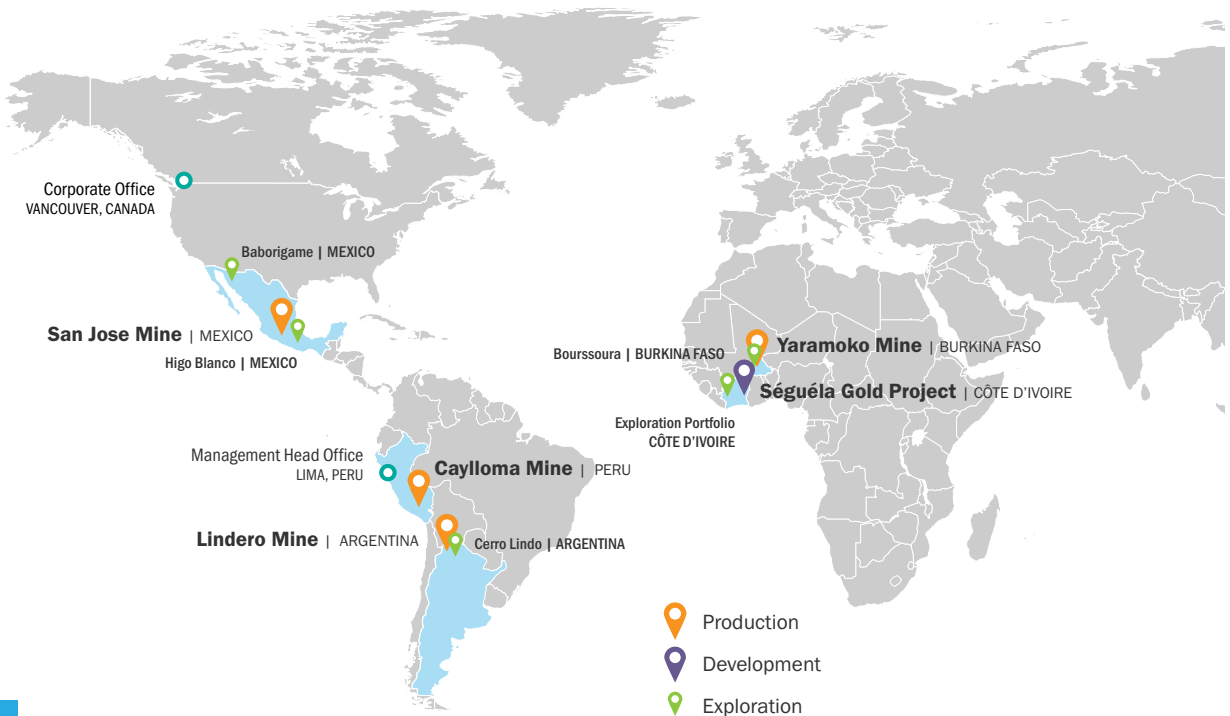 Corporate Office
VANCOUVER, CANADA
Baborigame | MEXICO
San Jose Mine | MEXICO
Higo Blanco | MEXICO
Management Head Office
LIMA, PERU
Caylloma Mine | PERU
Lindero Mine | ARGENTINA
Cerro Lindo | ARGENTINA
Boursoura | BURKINA FASO
Yaramoko Mine | BURKINA FASO
Séguéla Gold Project | CÔTE D’IVOIRE
Exploration Portfolio
CÔTE D’IVOIRE
Production
Development
Exploration